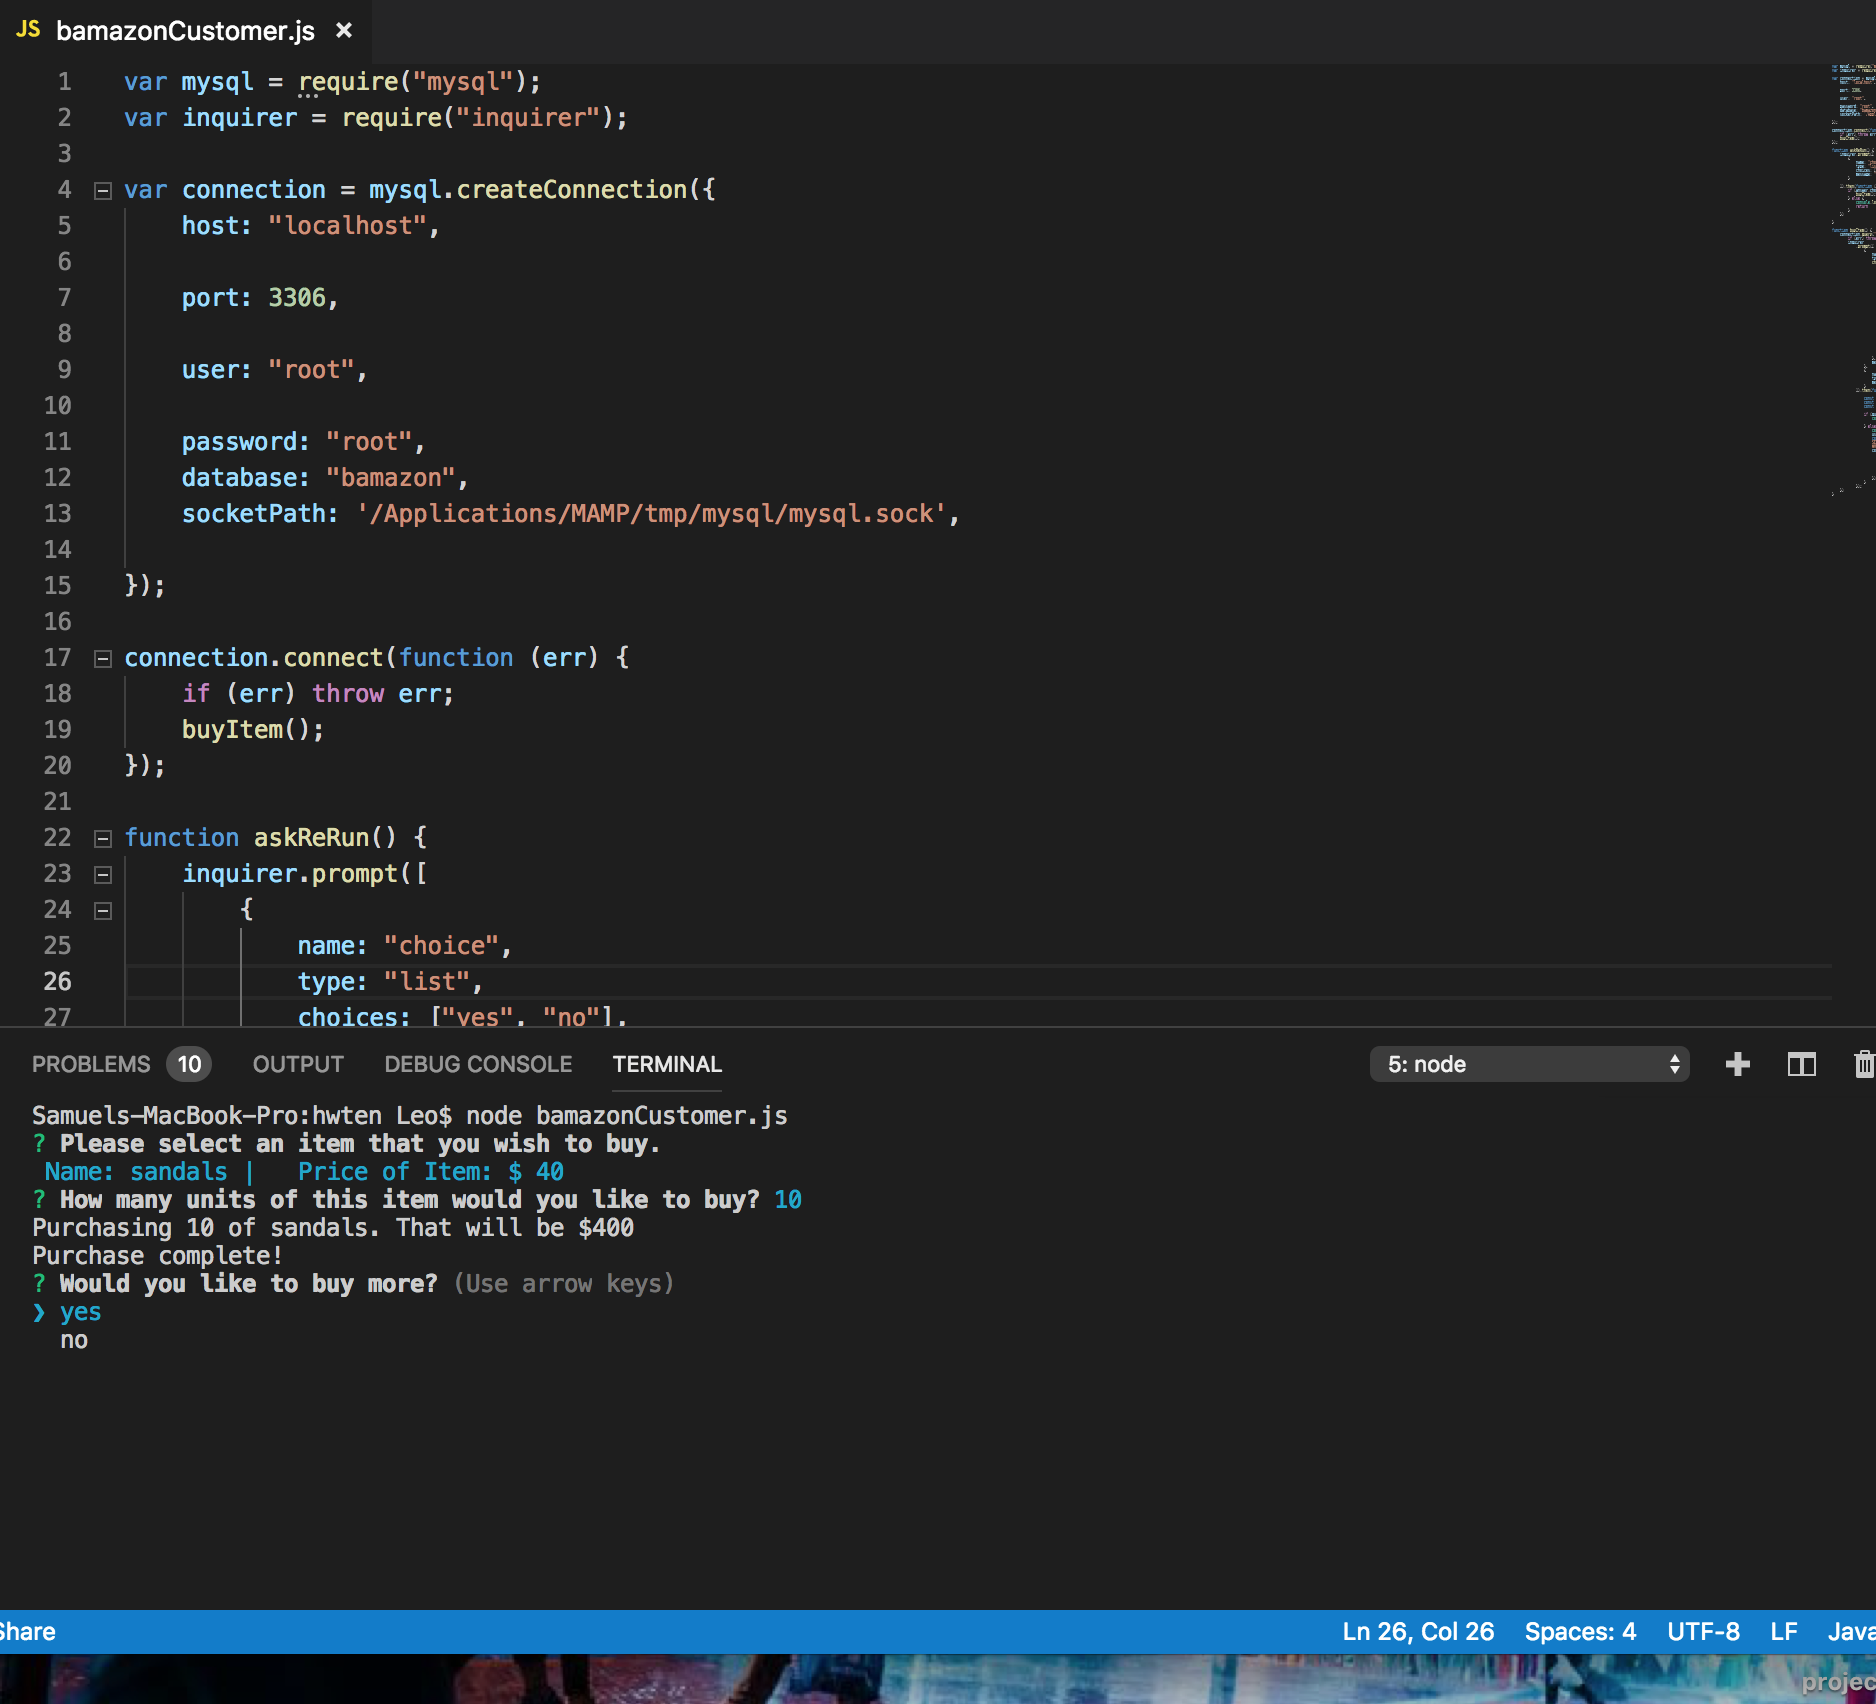 JS bamazonCustomer.js ×
1 var mysql = require("mysql");
2 var inquirer = require("inquirer");
3
4 var connection = mysql.createConnection({
5 host: "localhost",
6
7 port: 3306,
8
9 user: "root",
10
11 password: "root",
12 database: "bamazon",
13 socketPath: '/Applications/MAMP/tmp/mysql/mysql.sock',
14
15 });
16
17 connection.connect(function (err) {
18 if (err) throw err;
19 buyItem();
20 });
21
22 function askReRun() {
23 inquirer.prompt([
24 {
25 name: "choice",
26 type: "list",
27 choices: ["yes", "no"],
PROBLEMS 10 OUTPUT DEBUG CONSOLE TERMINAL 5: node
Samuels-MacBook-Pro:hwten Leo$ node bamazonCustomer.js
? Please select an item that you wish to buy.
Name: sandals | Price of Item: $ 40
? How many units of this item would you like to buy? 10
Purchasing 10 of sandals. That will be $400
Purchase complete!
? Would you like to buy more? (Use arrow keys)
❯ yes
no
Share Ln 26, Col 26 Spaces: 4 UTF-8 LF Java
projec